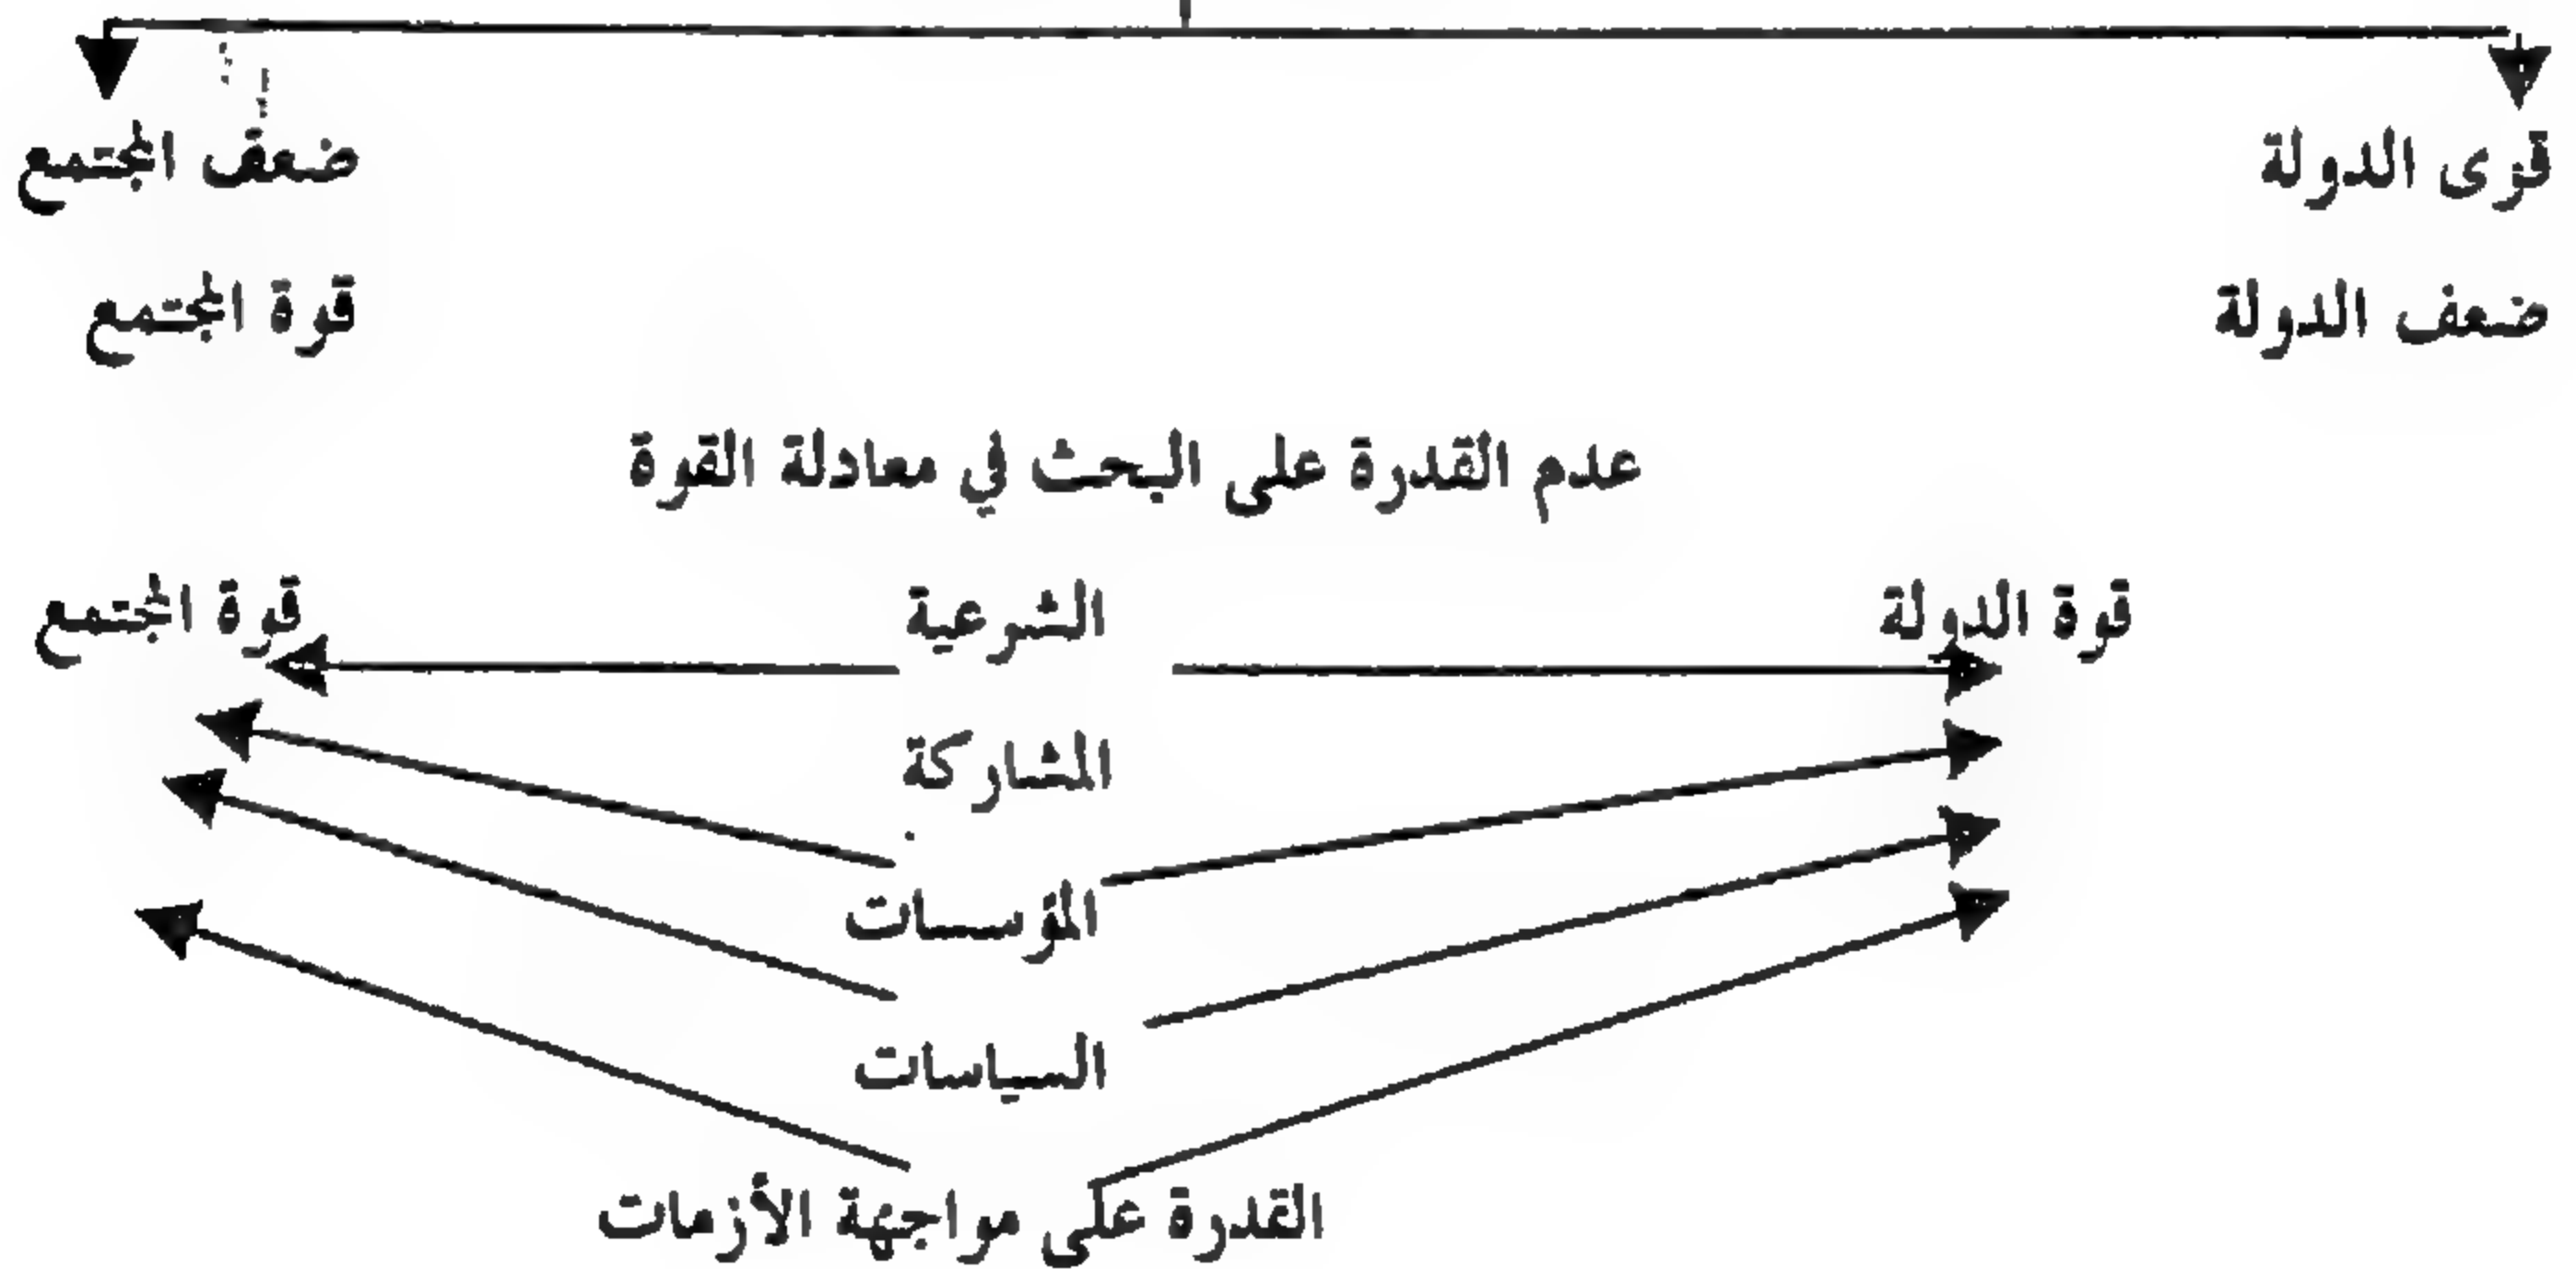 قوى الدولة
ضعف المجتمع
ضعف الدولة
قوة المجتمع
عدم القدرة على البحث في معادلة القوة
قوة الدولة
الشرعية
قوة المجتمع
المشاركة
المؤسسات
السياسات
القدرة على مواجهة الأزمات